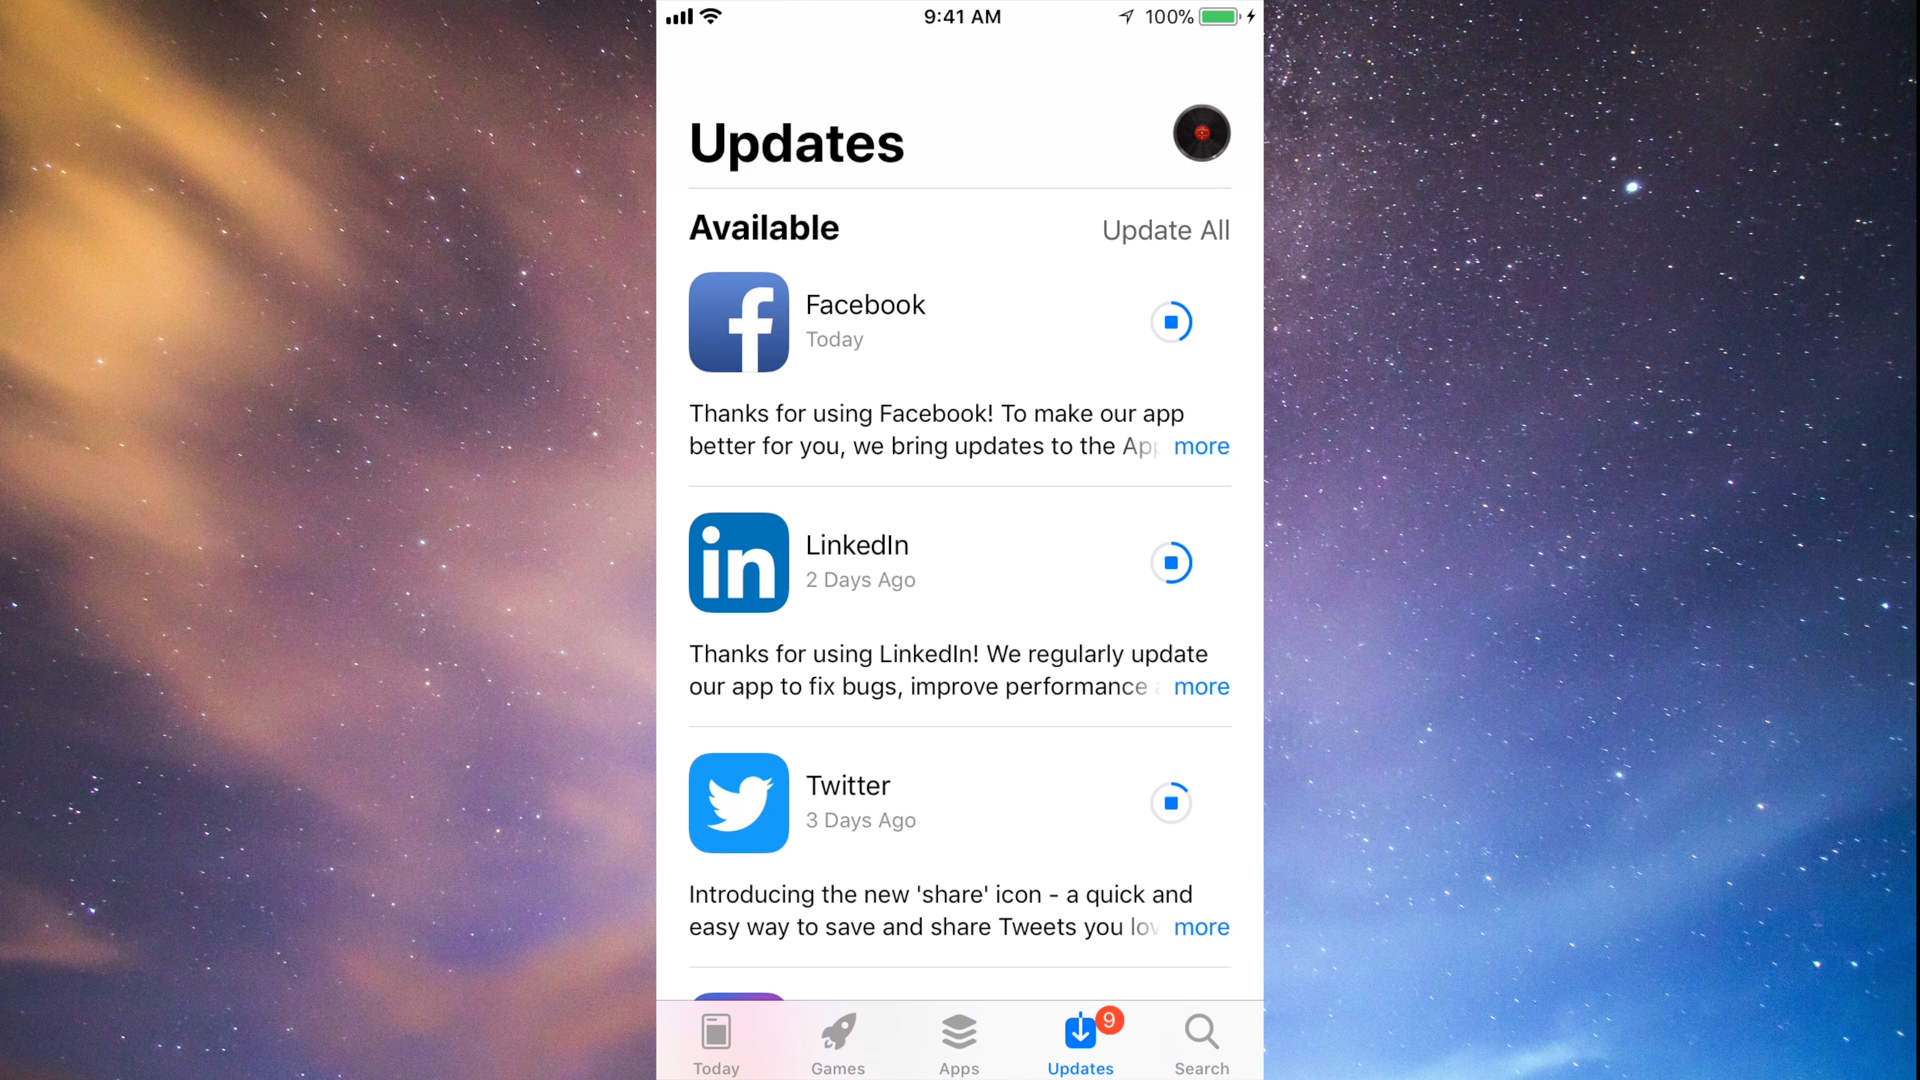 9:41 AM
100%
Updates
Available
Update All
Facebook
Today
Thanks for using Facebook! To make our app
better for you, we bring updates to the App more
in
LinkedIn
2 Days Ago
Thanks for using LinkedIn! We regularly update
our app to fix bugs, improve performance more
Twitter
3 Days Ago
Introducing the new 'share' icon - a quick and
easy way to save and share Tweets you lov more
9
Today
Games
Apps
Updates
Search